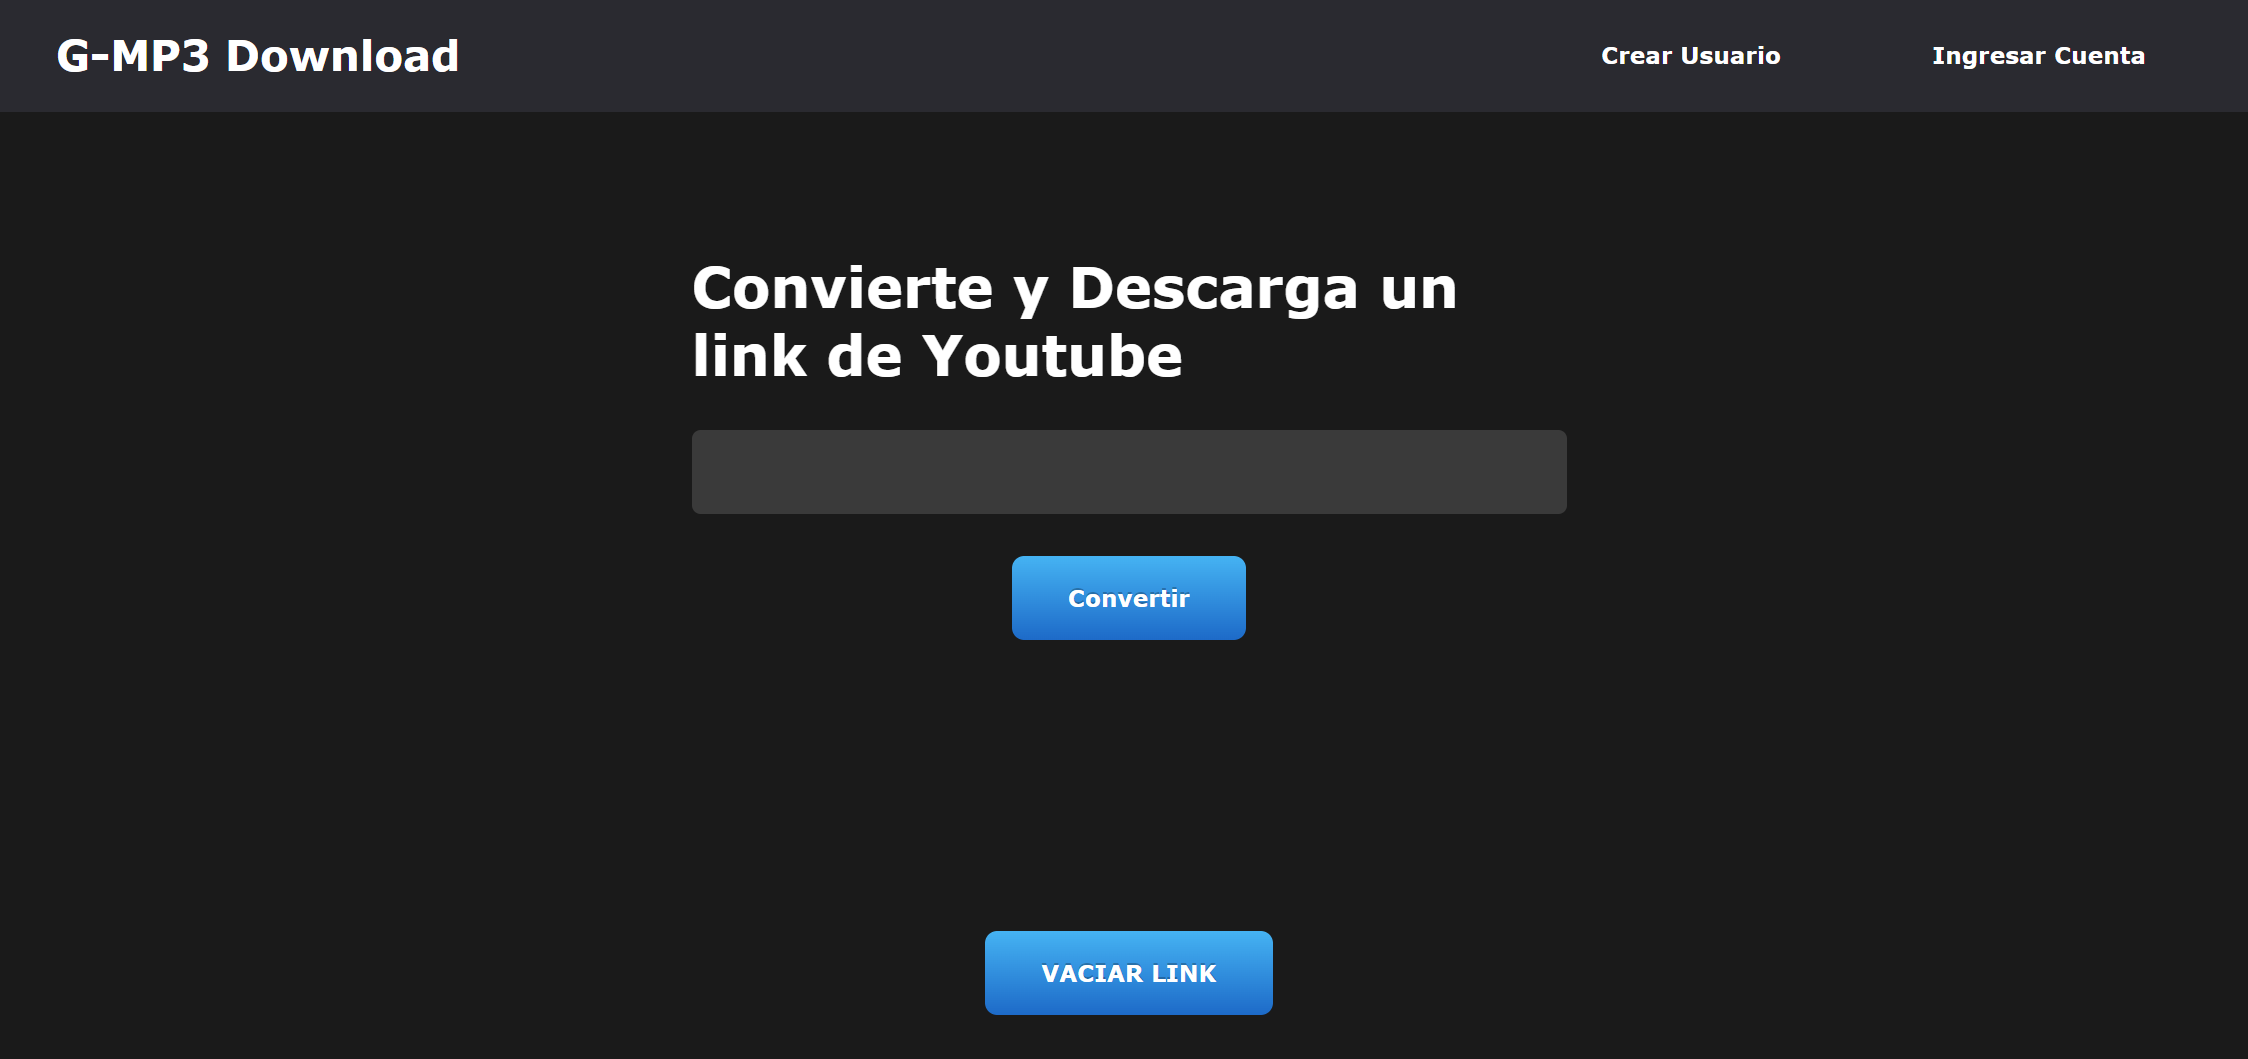 G-MP3 Download
Crear Usuario
Ingresar Cuenta
Convierte y Descarga un
link de Youtube
Convertir
VACIAR LINK